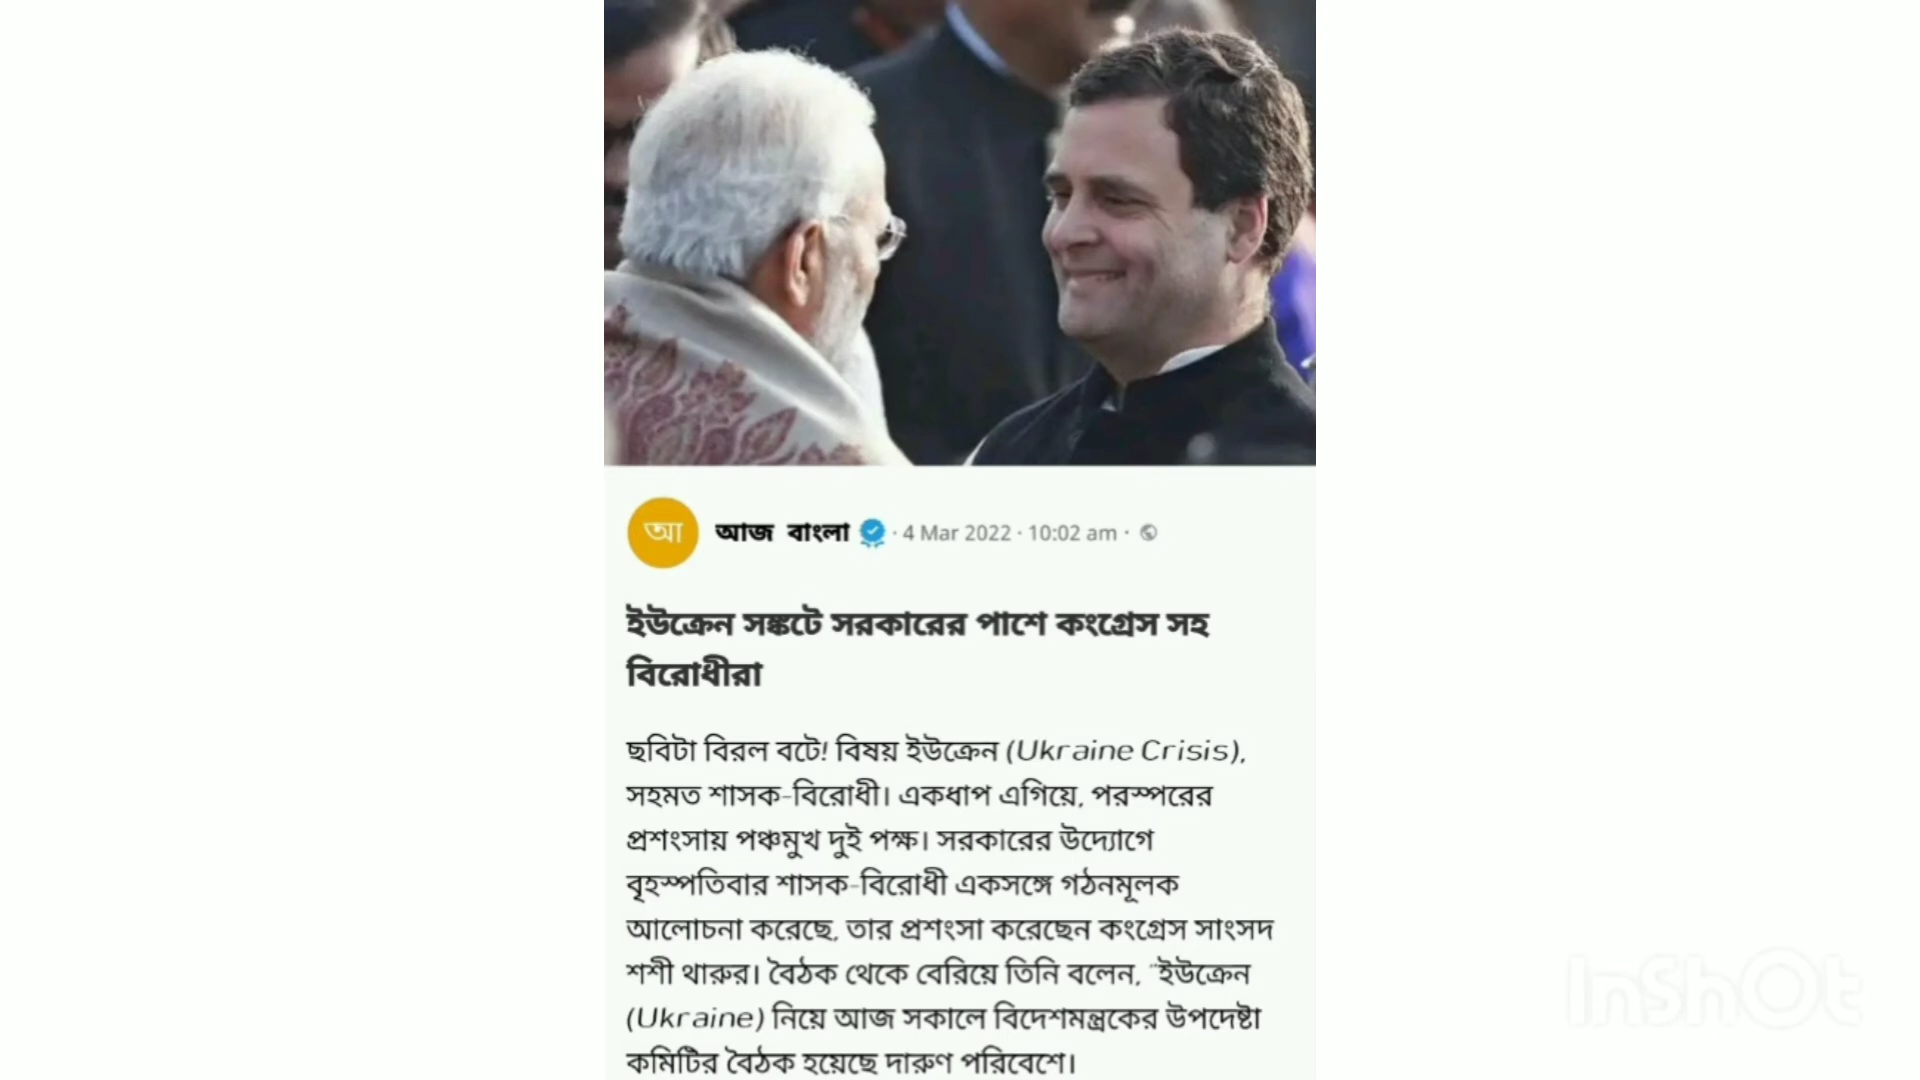 আ
আজ বাংলা · 4 Mar 2022 · 10:02 am ·
ইউক্রেন সঙ্কটে সরকারের পাশে কংগ্রেস সহ
বিরোধীরা
ছবিটা বিরল বটে! বিষয় ইউক্রেন (Ukraine Crisis),
সহমত শাসক-বিরোধী। একধাপ এগিয়ে, পরস্পরের
প্রশংসায় পঞ্চমুখ দুই পক্ষ। সরকারের উদ্যোগে
বৃহস্পতিবার শাসক-বিরোধী একসঙ্গে গঠনমূলক
আলোচনা করেছে, তার প্রশংসা করেছেন কংগ্রেস সাংসদ
শশী থারুর। বৈঠক থেকে বেরিয়ে তিনি বলেন, "ইউক্রেন
(Ukraine) নিয়ে আজ সকালে বিদেশমন্ত্রকের উপদেষ্টা
কমিটির বৈঠক হয়েছে দারুণ পরিবেশে।
InShOt